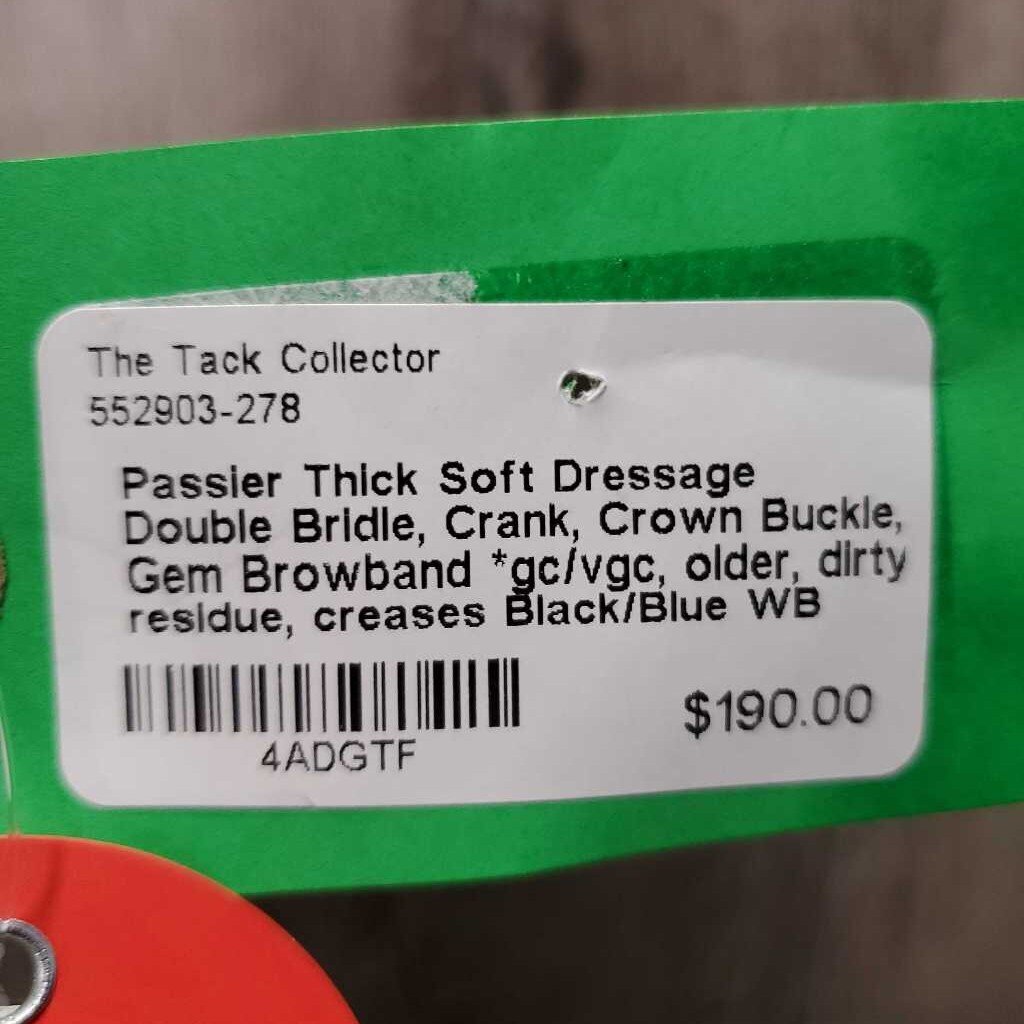 The Tack Collector
552903-278
Passier Thick Soft Dressage
Double Bridle, Crank, Crown Buckle,
Gem Browband *gc/vgc, older, dirty
residue, creases Black/Blue WB
$190.00
4ADGTF